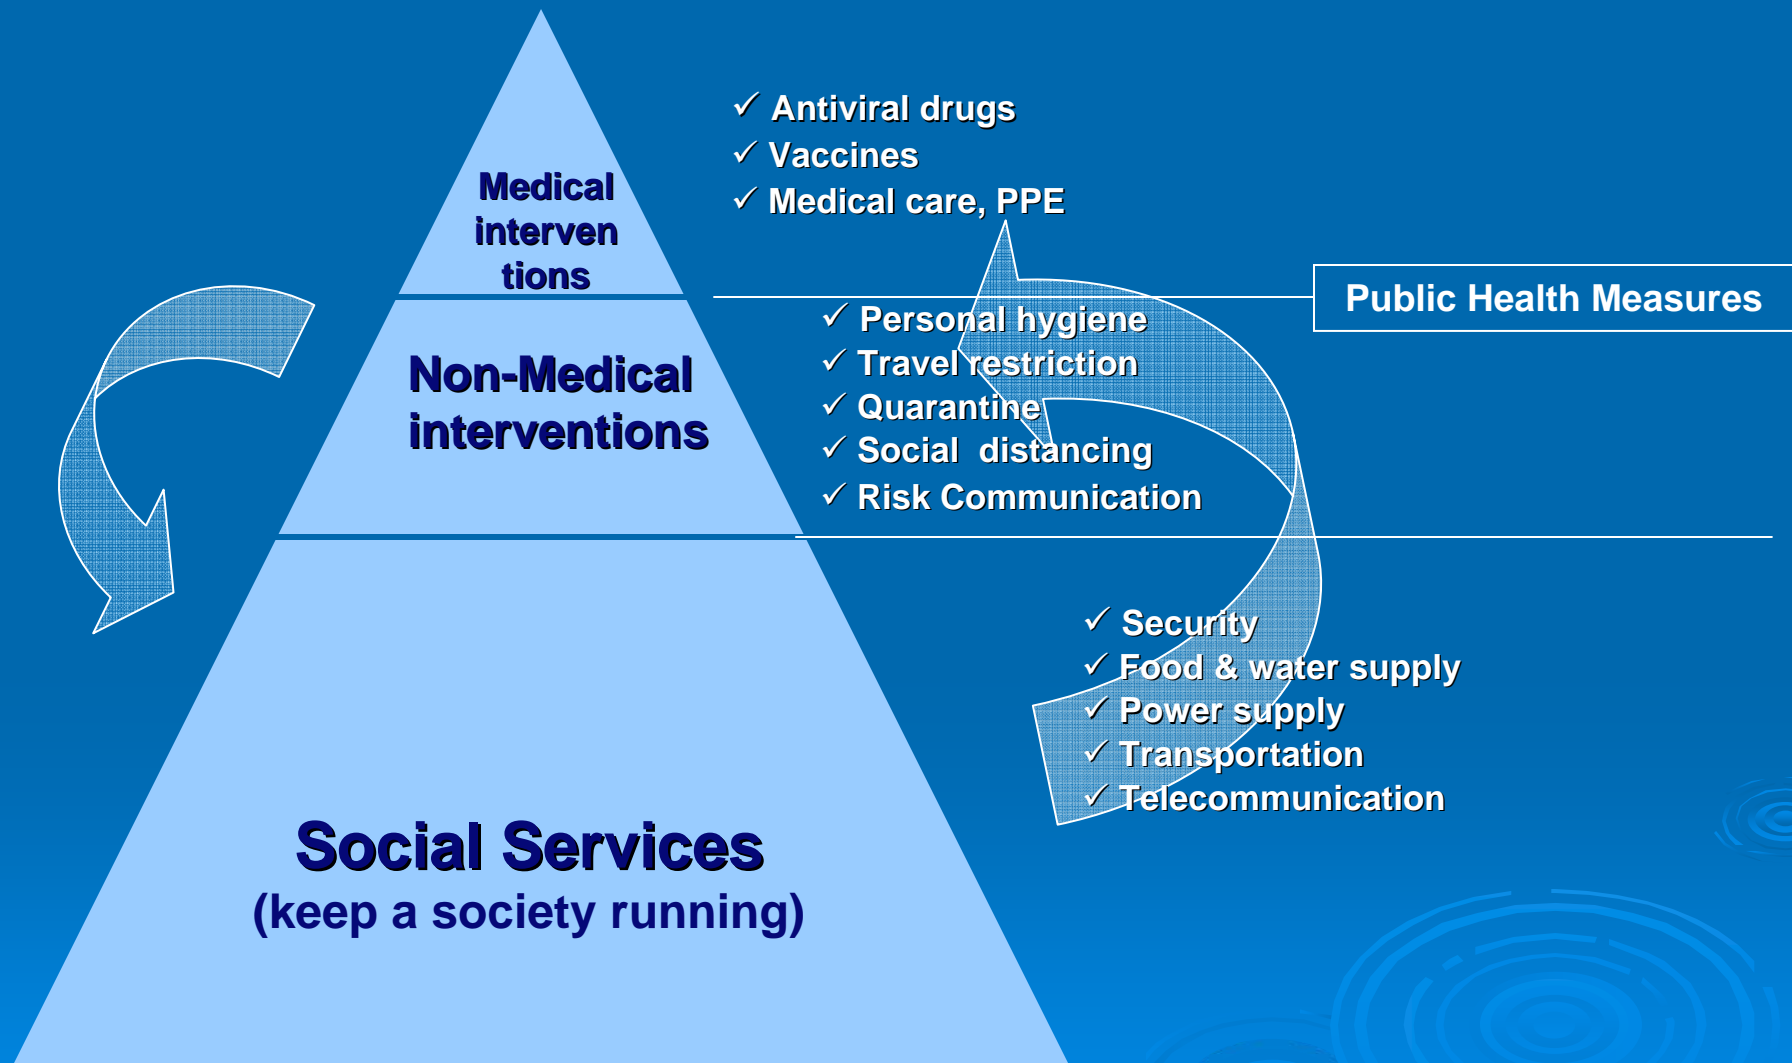 Medical
interven
tions
✓ Antiviral drugs
✓ Vaccines
✓ Medical care, PPE
Public Health Measures
Non-Medical
interventions
✓ Personal hygiene
✓ Travel restriction
✓ Quarantine
✓ Social  distancing
✓ Risk Communication
✓ Security
✓ Food & water supply
✓ Power supply
✓ Transportation
✓ Telecommunication
Social Services
(keep a society running)